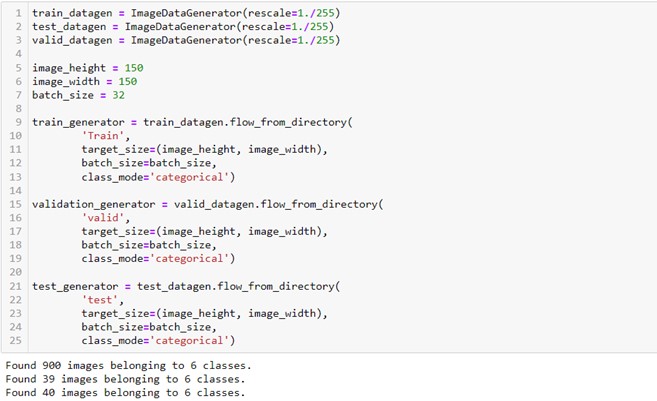 1 train_datagen = ImageDataGenerator(rescale=1./255)
2 test_datagen = ImageDataGenerator(rescale=1./255)
3 valid_datagen = ImageDataGenerator(rescale=1./255)
4
5 image_height = 150
6 image_width = 150
7 batch_size = 32
8
9 train_generator = train_datagen.flow_from_directory(
10         'Train',
11         target_size=(image_height, image_width),
12         batch_size=batch_size,
13         class_mode='categorical')
14
15 validation_generator = valid_datagen.flow_from_directory(
16         'valid',
17         target_size=(image_height, image_width),
18         batch_size=batch_size,
19         class_mode='categorical')
20
21 test_generator = test_datagen.flow_from_directory(
22         'test',
23         target_size=(image_height, image_width),
24         batch_size=batch_size,
25         class_mode='categorical')
Found 900 images belonging to 6 classes.
Found 39 images belonging to 6 classes.
Found 40 images belonging to 6 classes.